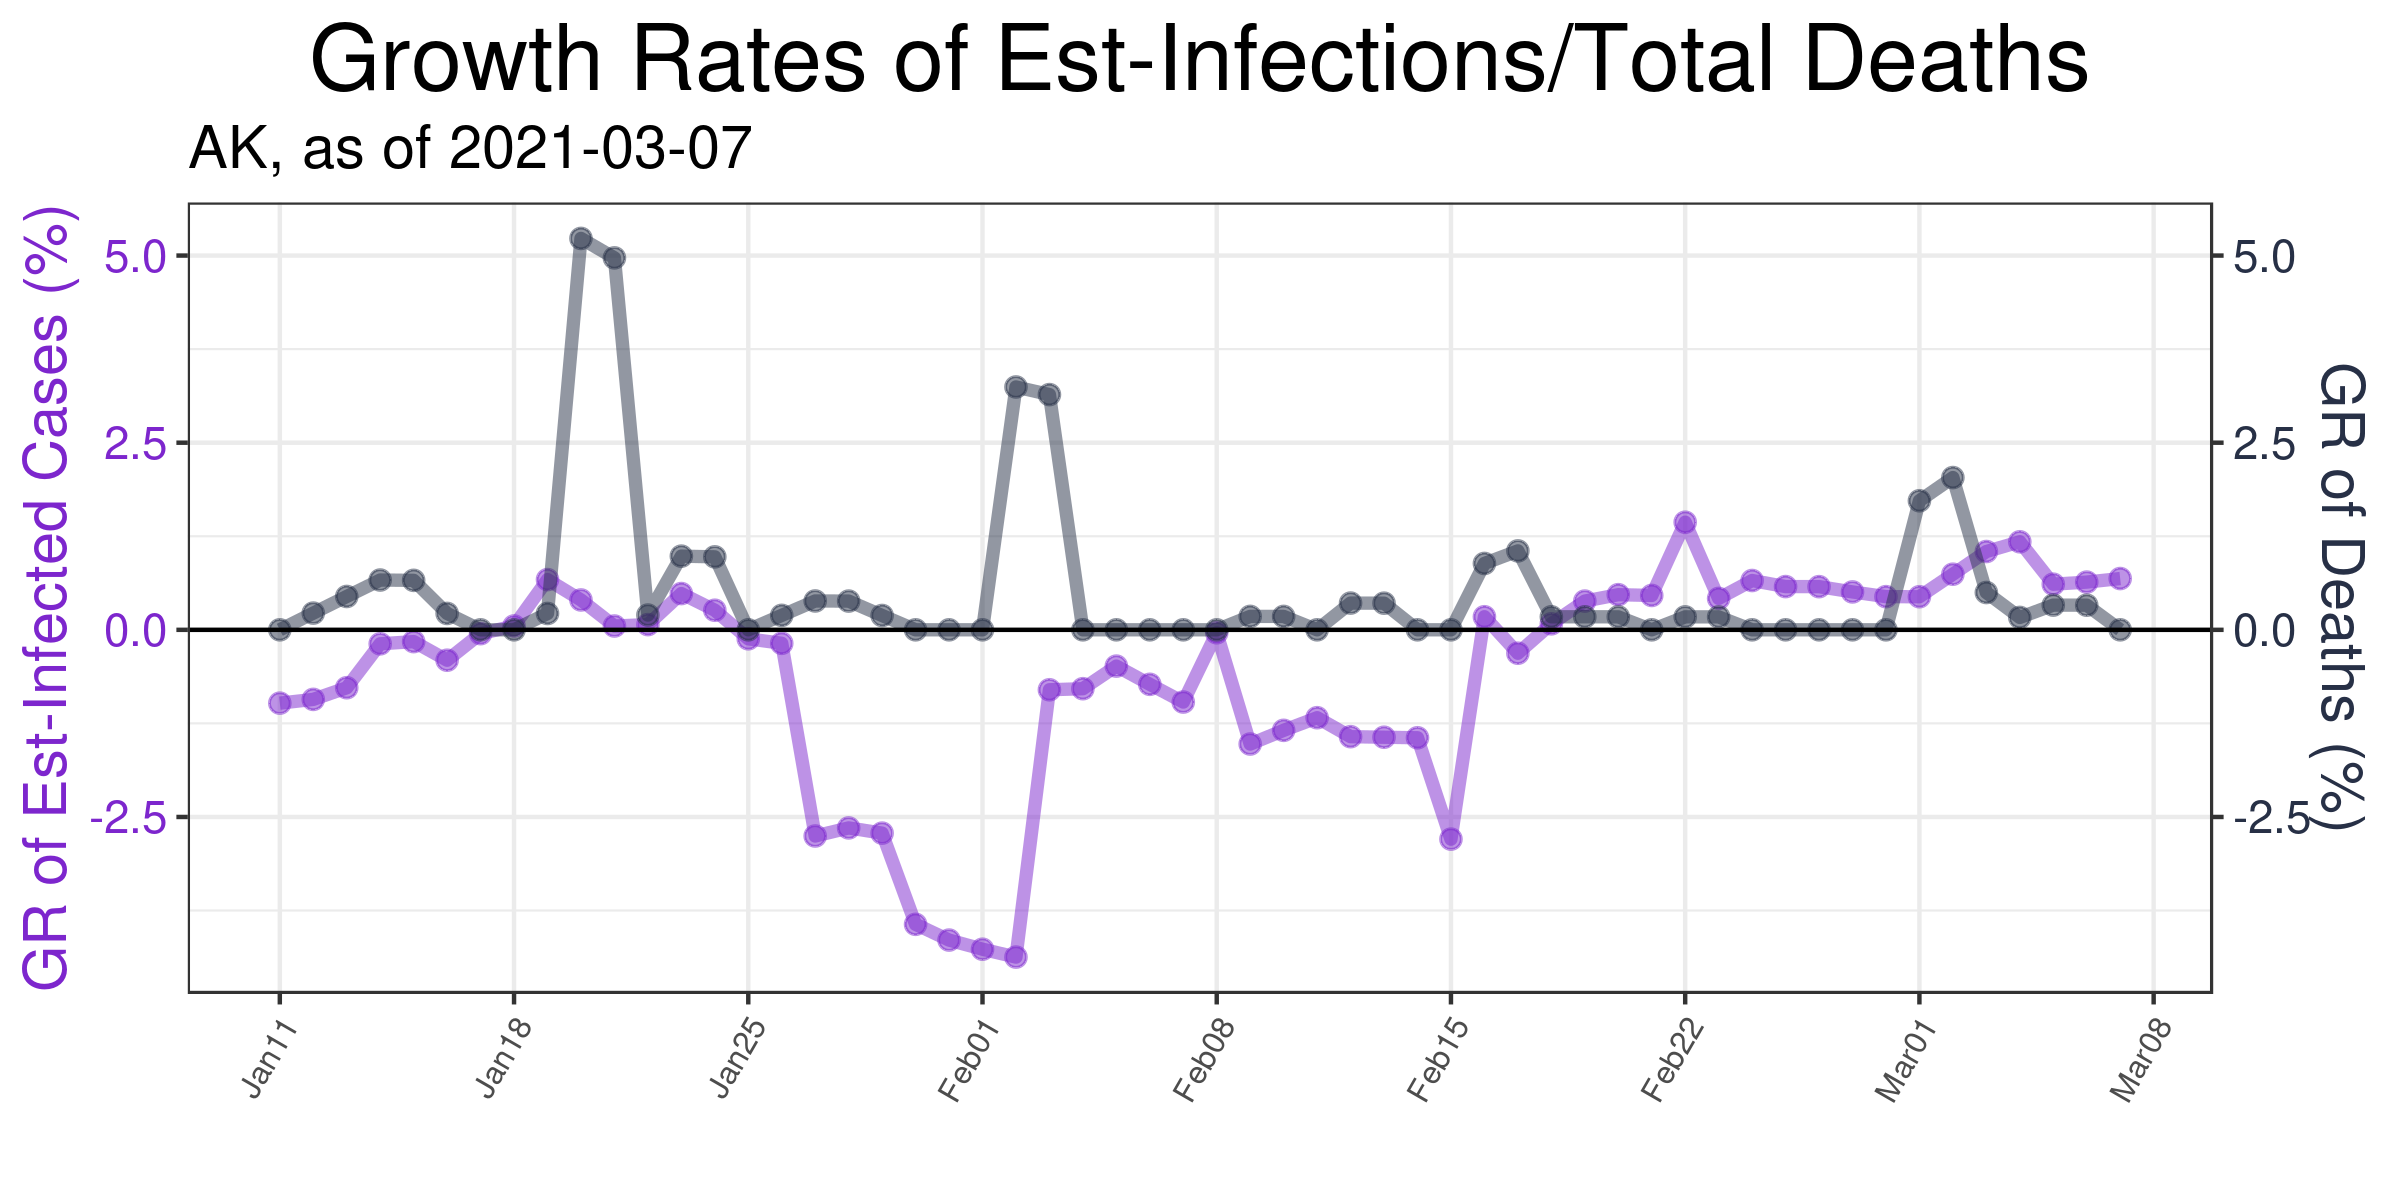 Growth Rates of Est-Infections/Total Deaths
AK, as of 2021-03-07
GR of Est-Infected Cases (%)
5.0
2.5
0.0
-2.5
5.0
2.5
0.0
-2.5
GR of Deaths (%)
Jan11
Jan18
Jan25
Feb01
Feb08
Feb15
Feb22
Mar01
Mar08